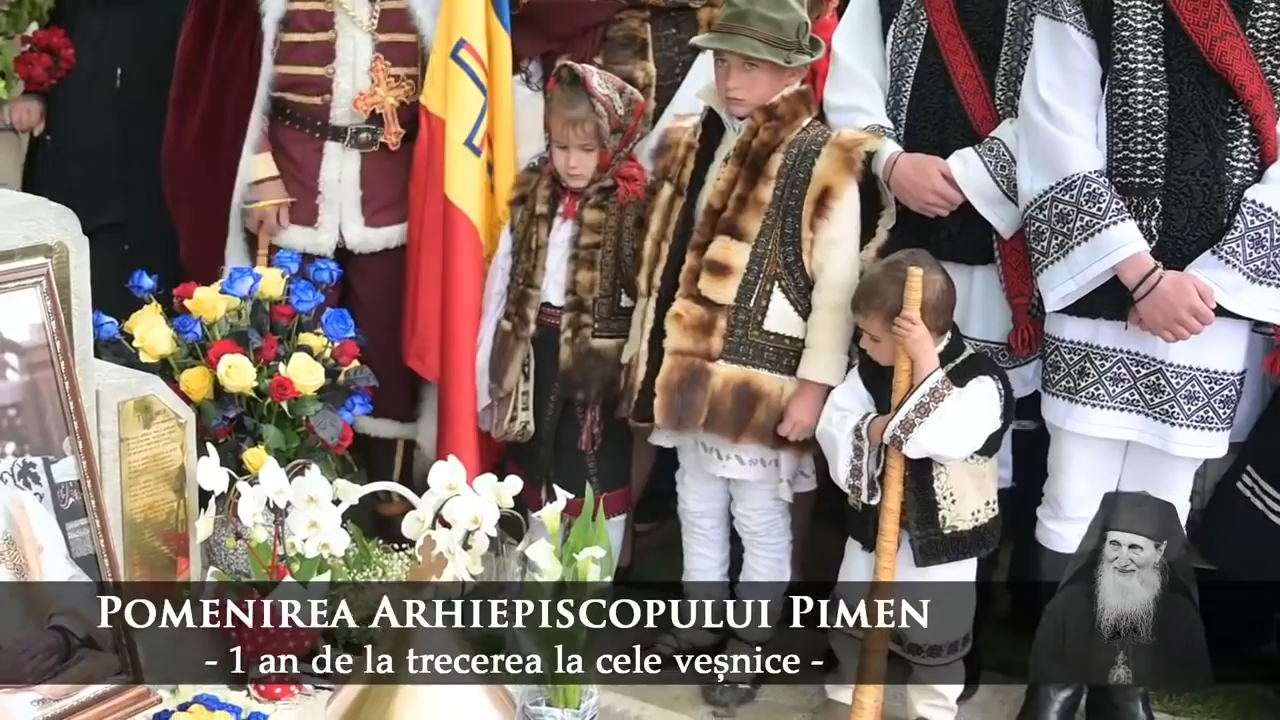 Pomenirea Arhiepiscopului Pimen
- 1 an de la trecerea la cele veșnice -